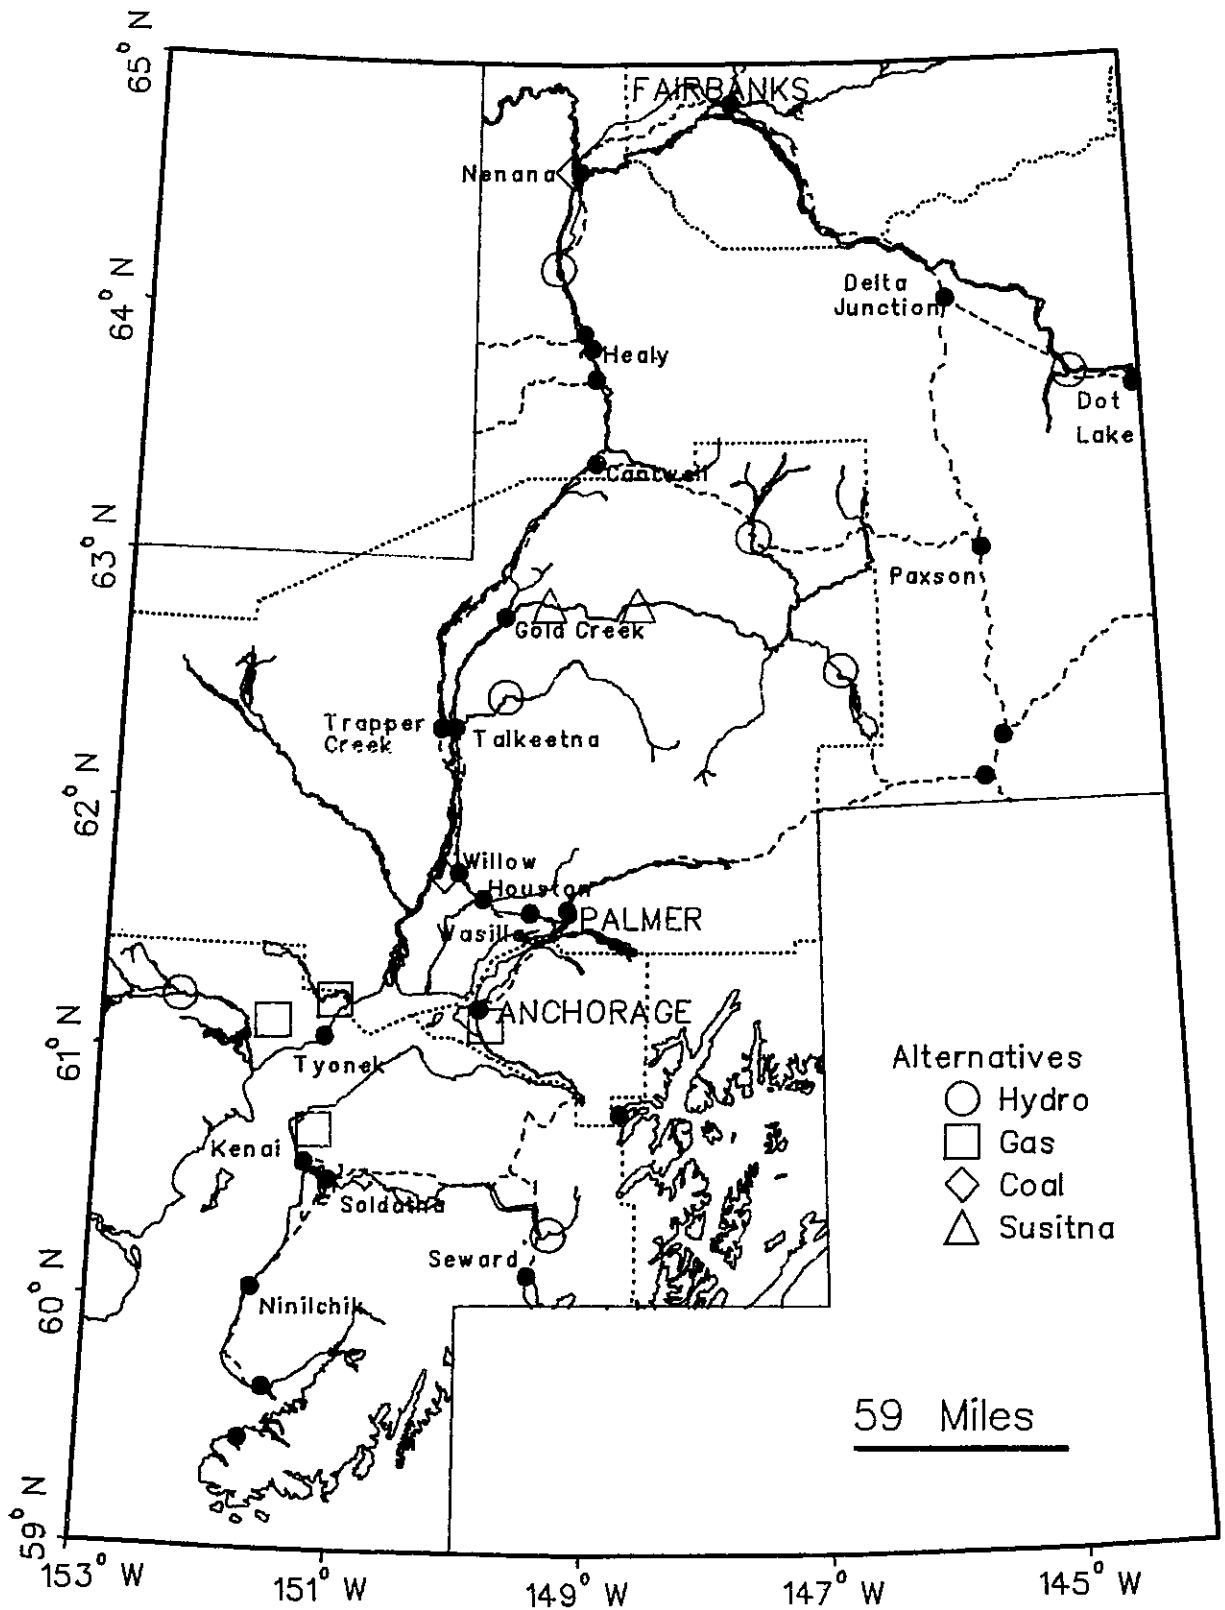 65° N
FAIRBANKS
Nenana
64° N
Delta
Junction
Healy
Dot
Lake
Cantwell
63° N
Paxson
Gold Creek
Trapper
Creek
Talkeetna
62° N
Willow
Houston
PALMER
Wasilla
61° N
ANCHORAGE
Tyonek
Alternatives
Hydro
Gas
Coal
Susitna
Kenai
Soldotna
Seward
60° N
Ninilchik
59 Miles
59° N
153° W
151° W
149° W
147° W
145° W